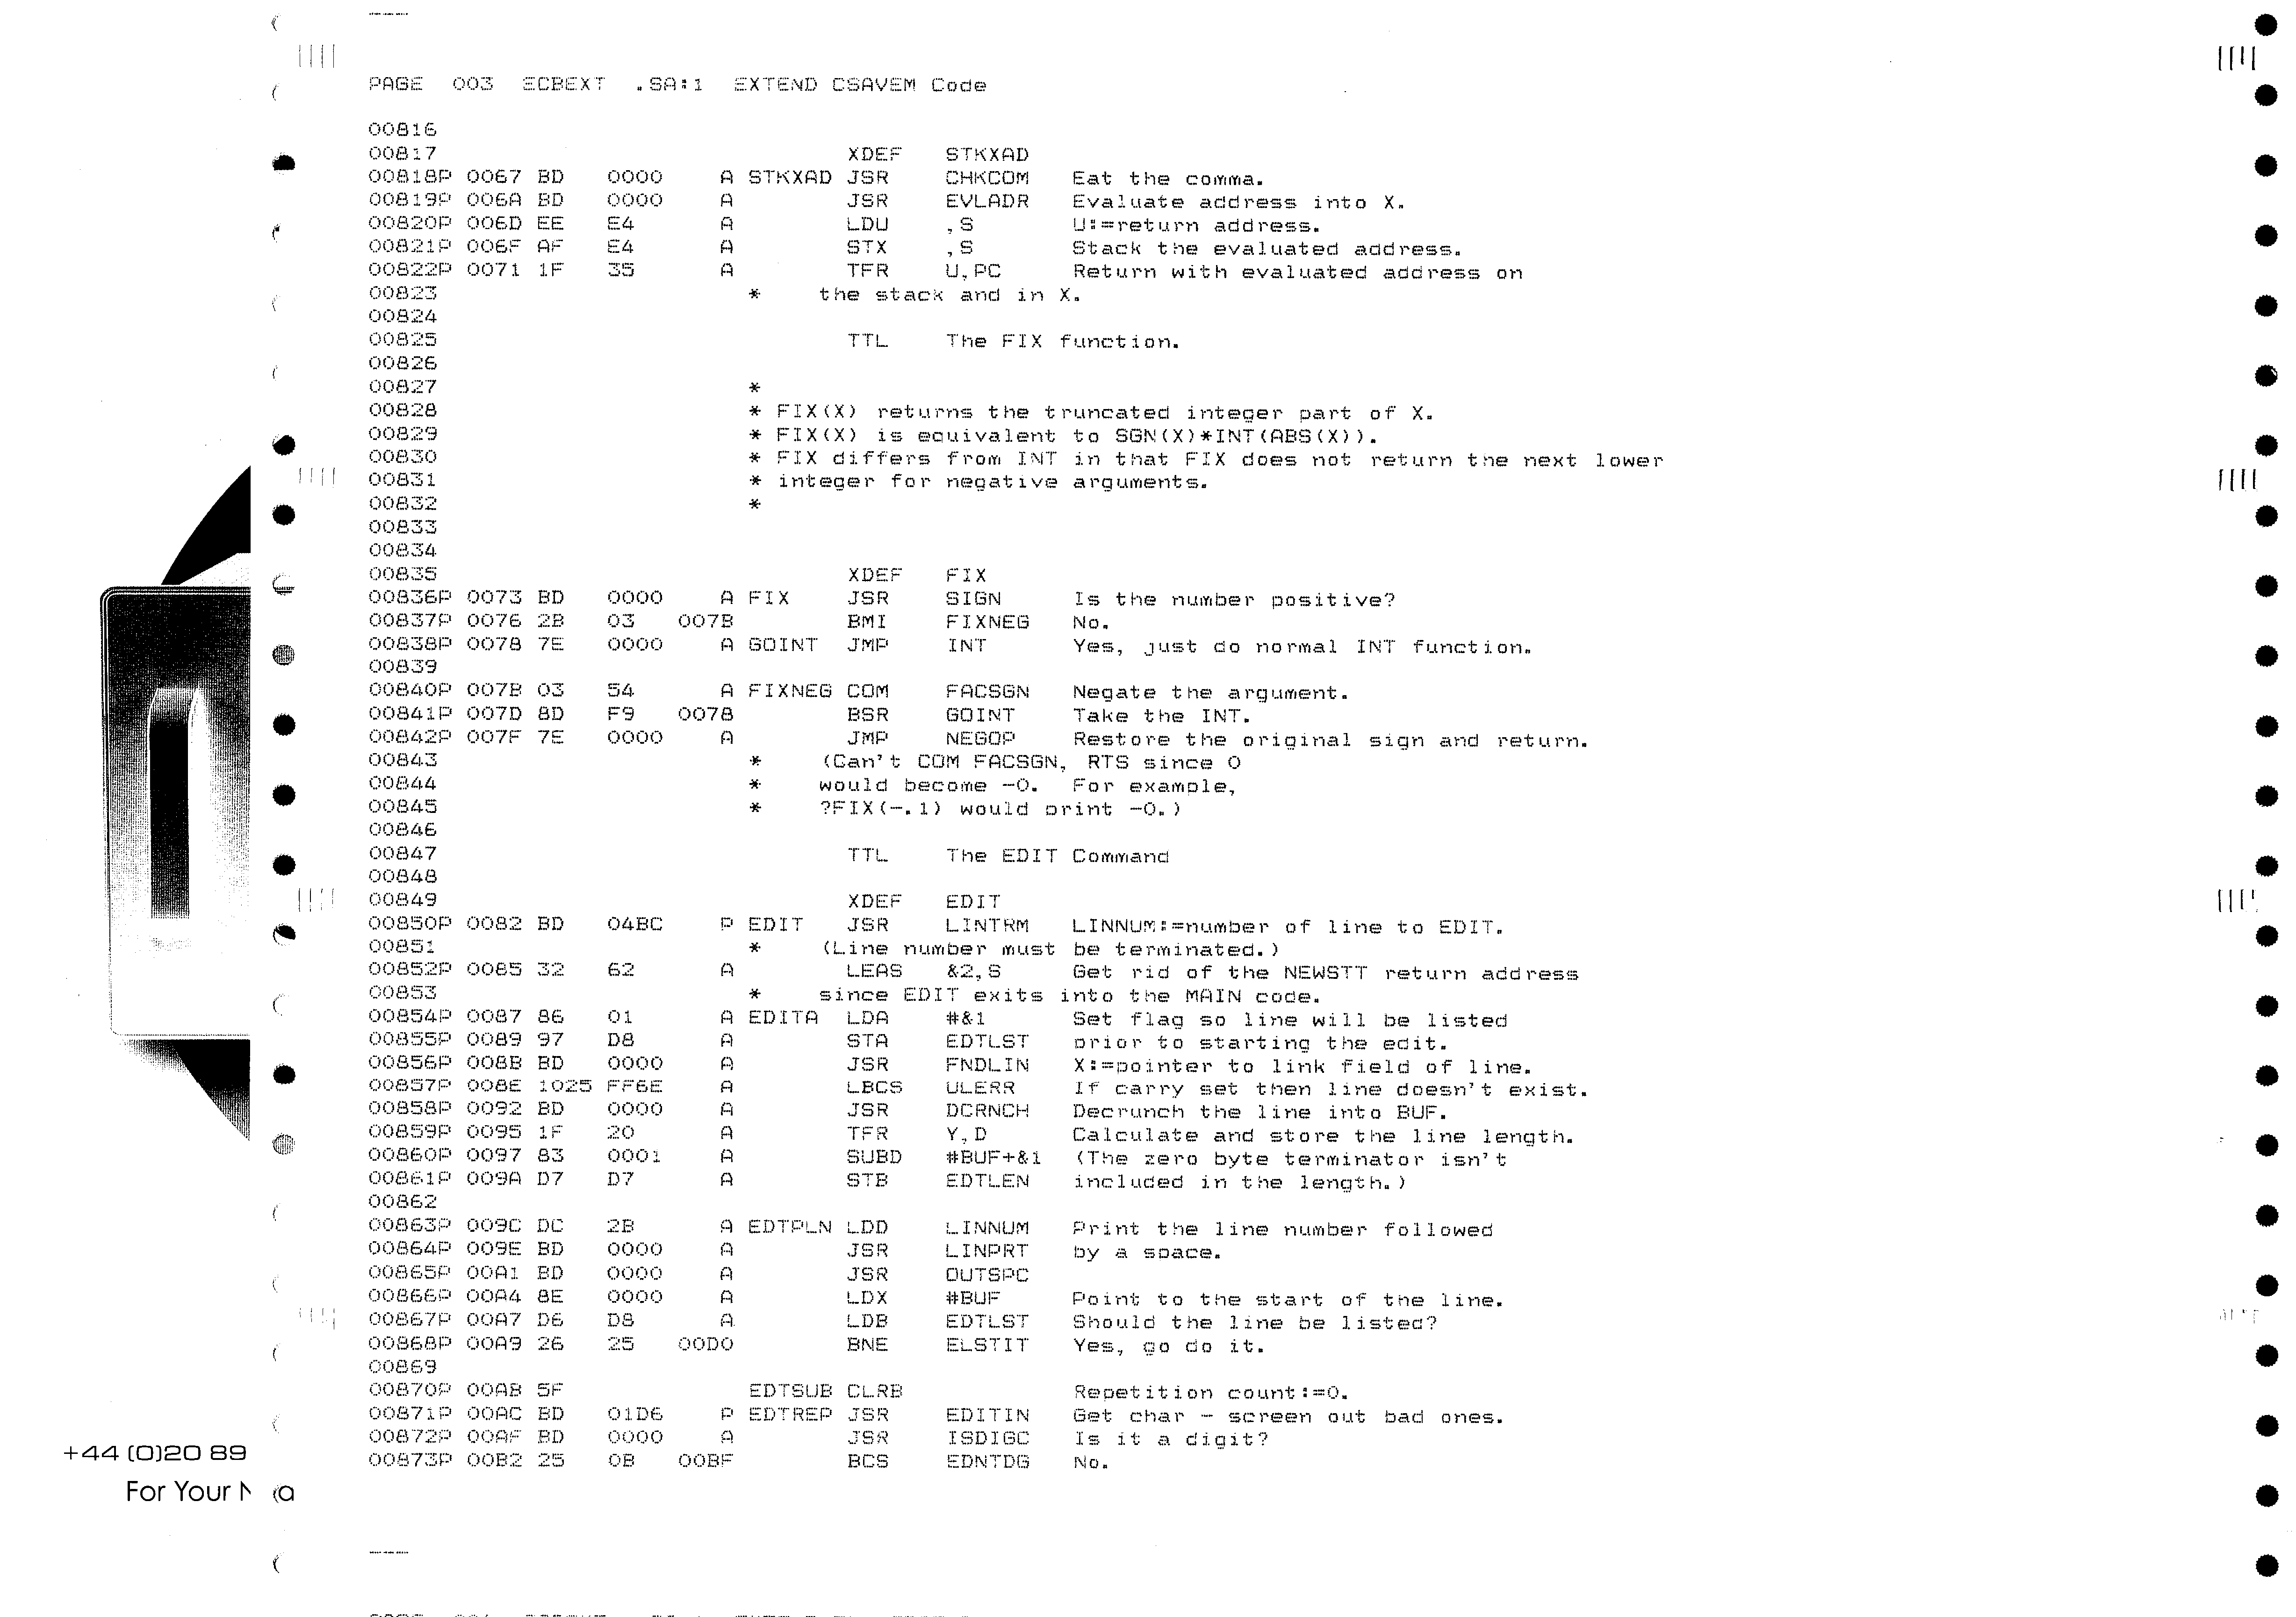 PAGE  003  ECBEXT  .SA:1  EXTEND CSAVEM Code
00816
00817                              XDEF   STKXAD
00818P 0067 BD   0000    A STKXAD JSR    CHKCOM   Eat the comma.
00819P 006A BD   0000    A        JSR    EVLADR   Evaluate address into X.
00820P 006D EE   E4      A        LDU    ,S       U:=return address.
00821P 006F AF   E4      A        STX    ,S       Stack the evaluated address.
00822P 0071 1F   35      A        TFR    U,PC     Return with evaluated address on
00823                      *    the stack and in X.
00824
00825                             TTL    The FIX function.
00826
00827                      *
00828                      * FIX(X) returns the truncated integer part of X.
00829                      * FIX(X) is equivalent to SGN(X)*INT(ABS(X)).
00830                      * FIX differs from INT in that FIX does not return the next lower
00831                      * integer for negative arguments.
00832                      *
00833
00834
00835                             XDEF   FIX
00836P 0073 BD   0000    A FIX    JSR    SIGN     Is the number positive?
00837P 0076 2B   03   007B        BMI    FIXNEG   No.
00838P 0078 7E   0000    A GOINT  JMP    INT      Yes, just do normal INT function.
00839
00840P 007B 03   54      A FIXNEG COM    FACSGN   Negate the argument.
00841P 007D 8D   F9   0078        BSR    GOINT    Take the INT.
00842P 007F 7E   0000    A        JMP    NEGOP    Restore the original sign and return.
00843                      *    (Can't COM FACSGN, RTS since 0
00844                      *    would become -0.  For example,
00845                      *    ?FIX(-.1) would print -0.)
00846
00847                             TTL    The EDIT Command
00848
00849                             XDEF   EDIT
00850P 0082 BD   04BC    P EDIT   JSR    LINTRM   LINNUM:=number of line to EDIT.
00851                      *    (Line number must be terminated.)
00852P 0085 32   62      A        LEAS   &2,S     Get rid of the NEWSTT return address
00853                      *    since EDIT exits into the MAIN code.
00854P 0087 86   01      A EDITA  LDA    #&1      Set flag so line will be listed
00855P 0089 97   D8      A        STA    EDTLST   prior to starting the edit.
00856P 008B BD   0000    A        JSR    FNDLIN   X:=pointer to link field of line.
00857P 008E 1025 FF6E    A        LBCS   ULERR    If carry set then line doesn't exist.
00858P 0092 BD   0000    A        JSR    DCRNCH   Decrunch the line into BUF.
00859P 0095 1F   20      A        TFR    Y,D      Calculate and store the line length.
00860P 0097 83   0001    A        SUBD   #BUF+&1  (The zero byte terminator isn't
00861P 009A D7   D7      A        STB    EDTLEN   included in the length.)
00862
00863P 009C DC   2B      A EDTPLN LDD    LINNUM   Print the line number followed
00864P 009E BD   0000    A        JSR    LINPRT   by a space.
00865P 00A1 BD   0000    A        JSR    OUTSPC
00866P 00A4 8E   0000    A        LDX    #BUF     Point to the start of the line.
00867P 00A7 D6   D8      A        LDB    EDTLST   Should the line be listed?
00868P 00A9 26   25   00D0        BNE    ELSTIT   Yes, go do it.
00869
00870P 00AB 5F             EDTSUB CLRB            Repetition count:=0.
00871P 00AC BD   01D6    P EDTREP JSR    EDITIN   Get char - screen out bad ones.
00872P 00AF BD   0000    A        JSR    ISDIGC   Is it a digit?
00873P 00B2 25   0B   00BF        BCS    EDNTDG   No.
+44 (0)20 89
For Your